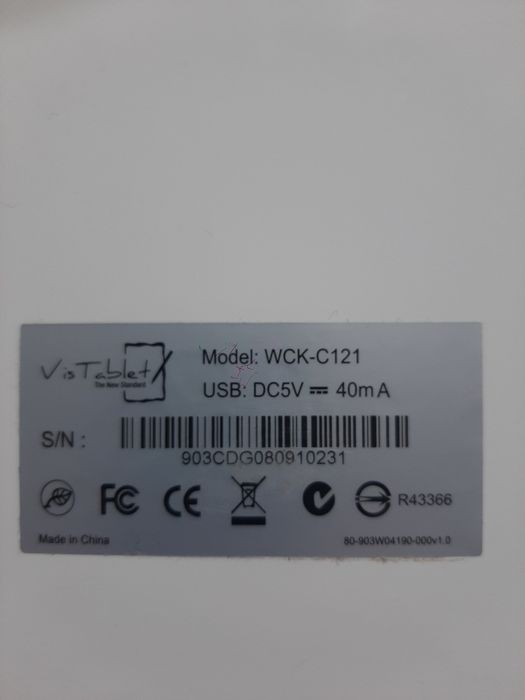 VisTablet
The New Standard
Model: WCK-C121
USB: DC5V ⎓ 40mA
S/N :
903CDG080910231
FC CE R43366
Made in China
80-903W04190-000v1.0